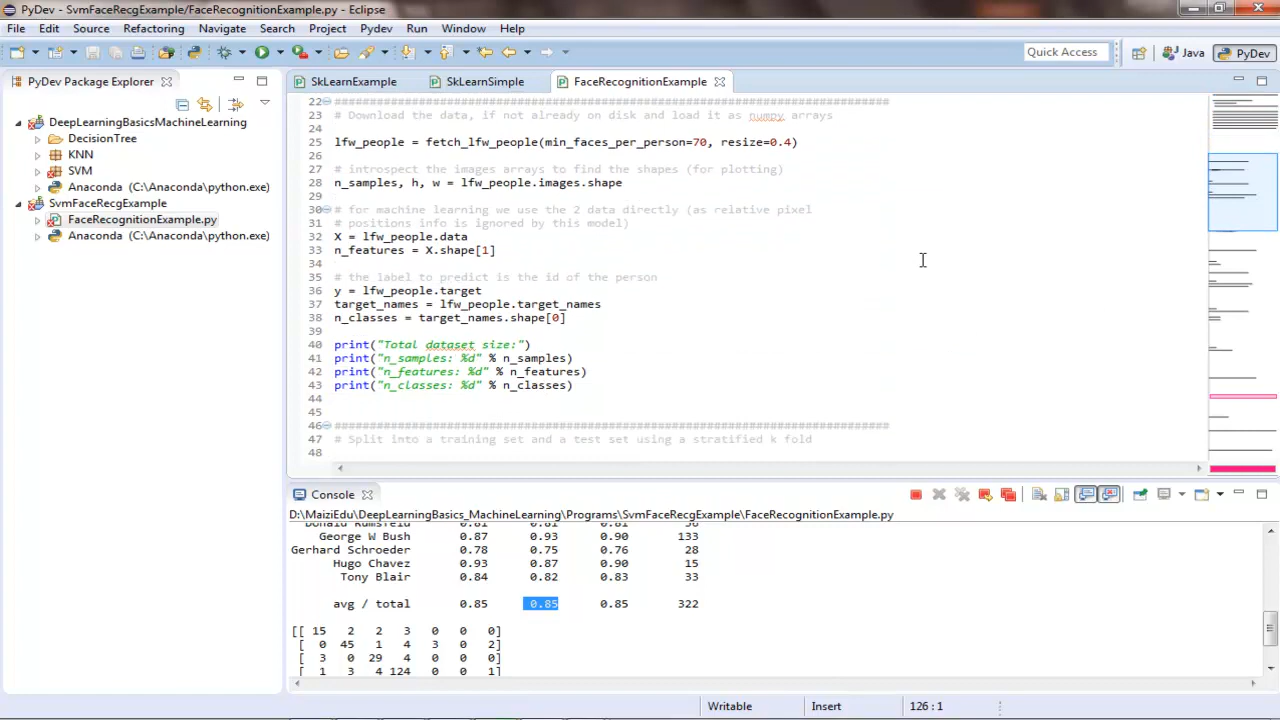 PyDev - SvmFaceRecgExample/FaceRecognitionExample.py - Eclipse
File Edit Source Refactoring Navigate Search Project Pydev Run Window Help
Quick Access Java PyDev
PyDev Package Explorer
DeepLearningBasicsMachineLearning
DecisionTree
KNN
SVM
Anaconda (C:\Anaconda\python.exe)
SvmFaceRecgExample
FaceRecognitionExample.py
Anaconda (C:\Anaconda\python.exe)
SkLearnExample SkLearnSimple FaceRecognitionExample
22 ###############################################################################
23 # Download the data, if not already on disk and load it as numpy arrays
24
25 lfw_people = fetch_lfw_people(min_faces_per_person=70, resize=0.4)
26
27 # introspect the images arrays to find the shapes (for plotting)
28 n_samples, h, w = lfw_people.images.shape
29
30 # for machine learning we use the 2 data directly (as relative pixel
31 # positions info is ignored by this model)
32 X = lfw_people.data
33 n_features = X.shape[1]
34
35 # the label to predict is the id of the person
36 y = lfw_people.target
37 target_names = lfw_people.target_names
38 n_classes = target_names.shape[0]
39
40 print("Total dataset size:")
41 print("n_samples: %d" % n_samples)
42 print("n_features: %d" % n_features)
43 print("n_classes: %d" % n_classes)
44
45
46 ###############################################################################
47 # Split into a training set and a test set using a stratified k fold
48
Console
D:\MaiziEdu\DeepLearningBasics_MachineLearning\Programs\SvmFaceRecgExample\FaceRecognitionExample.py
Donald Rumsfeld 0.81 0.81 0.81 36
George W Bush 0.87 0.93 0.90 133
Gerhard Schroeder 0.78 0.75 0.76 28
Hugo Chavez 0.93 0.87 0.90 15
Tony Blair 0.84 0.82 0.83 33
avg / total 0.85 0.85 0.85 322
[[ 15 2 2 3 0 0 0]
[ 0 45 1 4 3 0 2]
[ 3 0 29 4 0 0 0]
[ 1 3 4 124 0 0 1]
Writable Insert 126 : 1